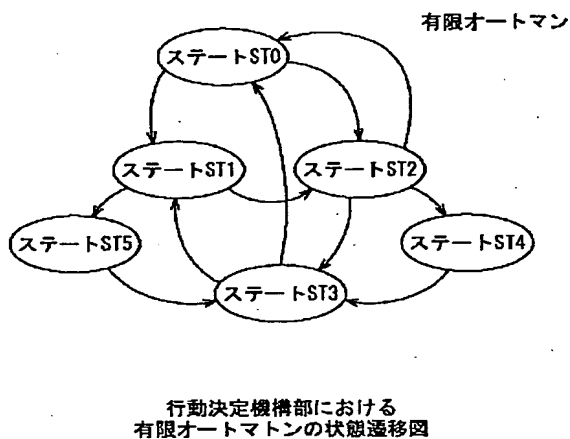 有限オートマン
ステートST0
ステートST1
ステートST2
ステートST5
ステートST4
ステートST3
行動決定機構部における
有限オートマトンの状態遷移図